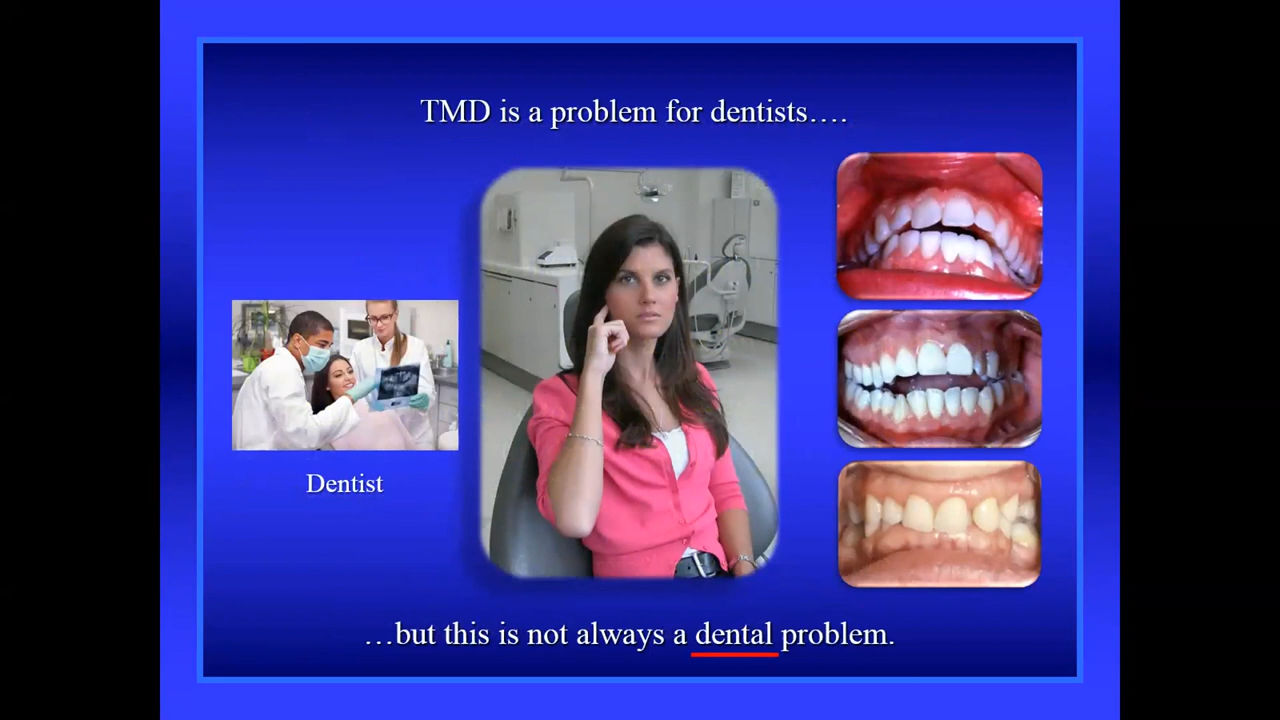 TMD is a problem for dentists….
Dentist
…but this is not always a dental problem.